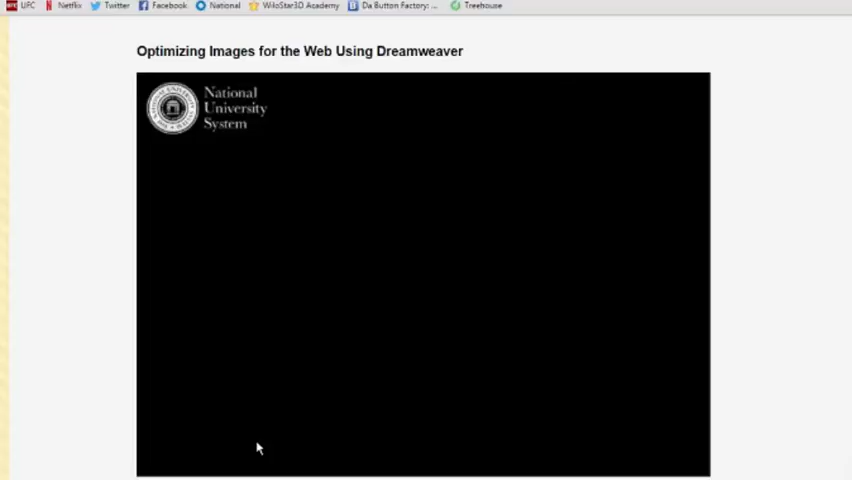 UFC Netflix Twitter Facebook National WiloStar3D Academy Da Button Factory: ... Treehouse
Optimizing Images for the Web Using Dreamweaver
National
University
System